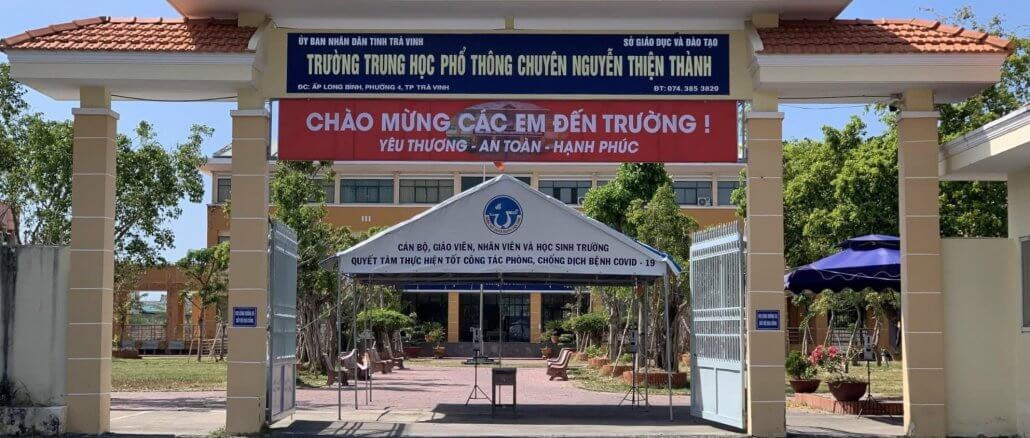 ỦY BAN NHÂN DÂN TỈNH TRÀ VINH
SỞ GIÁO DỤC VÀ ĐÀO TẠO
TRƯỜNG TRUNG HỌC PHỔ THÔNG CHUYÊN NGUYỄN THIỆN THÀNH
ĐC: ẤP LONG BÌNH, PHƯỜNG 4, TP TRÀ VINH
ĐT: 074. 385 3820
CHÀO MỪNG CÁC EM ĐẾN TRƯỜNG !
YÊU THƯƠNG - AN TOÀN - HẠNH PHÚC
CÁN BỘ, GIÁO VIÊN, NHÂN VIÊN VÀ HỌC SINH TRƯỜNG
QUYẾT TÂM THỰC HIỆN TỐT CÔNG TÁC PHÒNG, CHỐNG DỊCH BỆNH COVID - 19